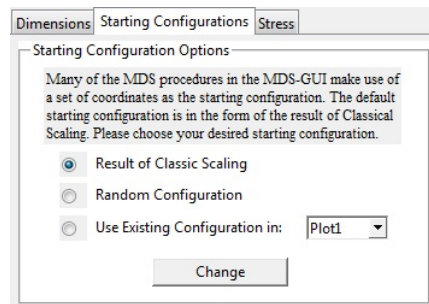 Dimensions Starting Configurations Stress
Starting Configuration Options
Many of the MDS procedures in the MDS-GUI make use of
a set of coordinates as the starting configuration. The default
starting configuration is in the form of the result of Classical
Scaling. Please choose your desired starting configuration.
Result of Classic Scaling
Random Configuration
Use Existing Configuration in: Plot1
Change